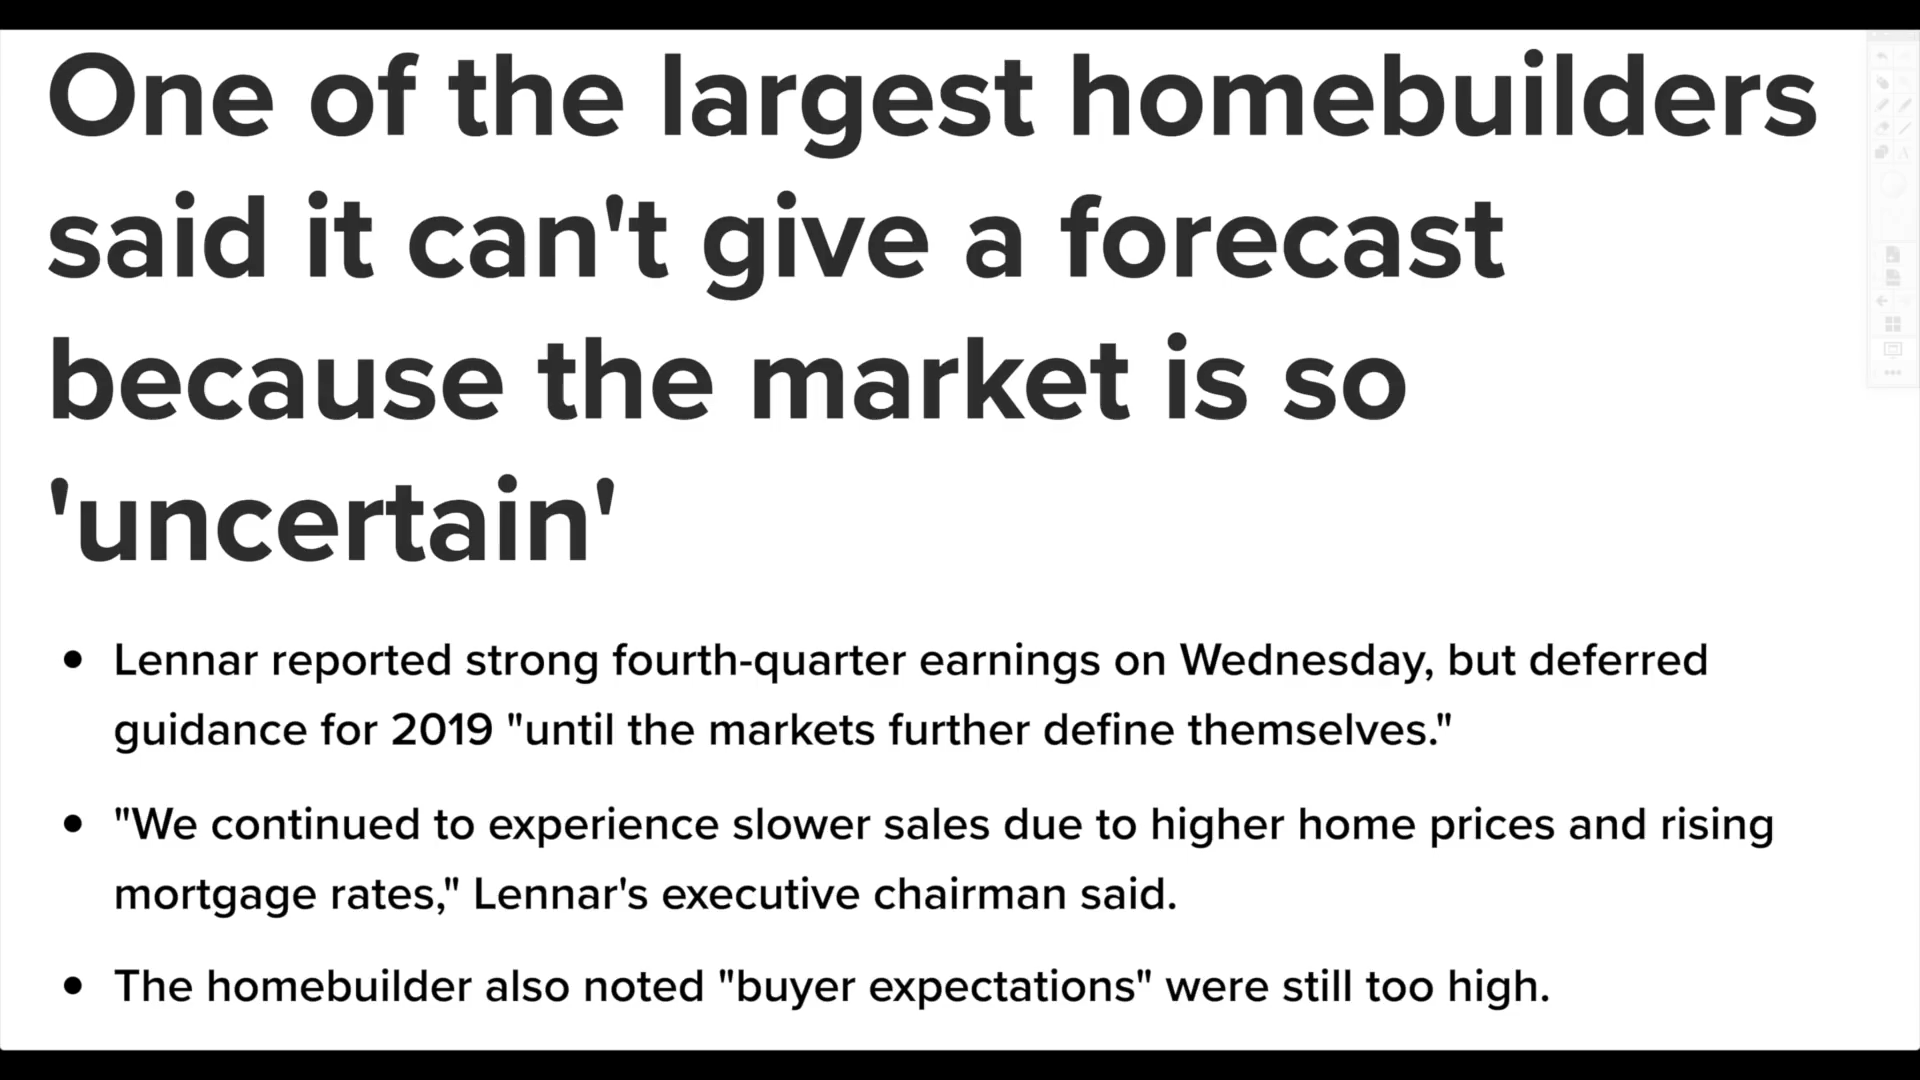 One of the largest homebuilders
said it can't give a forecast
because the market is so
'uncertain'
• Lennar reported strong fourth-quarter earnings on Wednesday, but deferred
guidance for 2019 "until the markets further define themselves."
• "We continued to experience slower sales due to higher home prices and rising
mortgage rates," Lennar's executive chairman said.
• The homebuilder also noted "buyer expectations" were still too high.